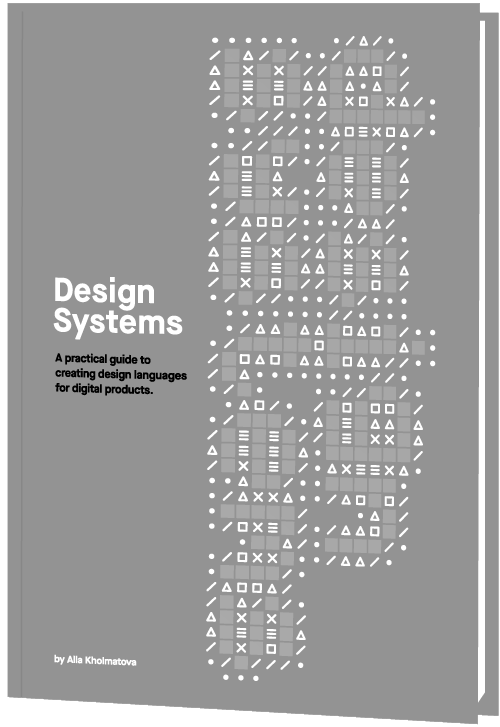 Design
Systems
A practical guide to
creating design languages
for digital products.
by Alla Kholmatova